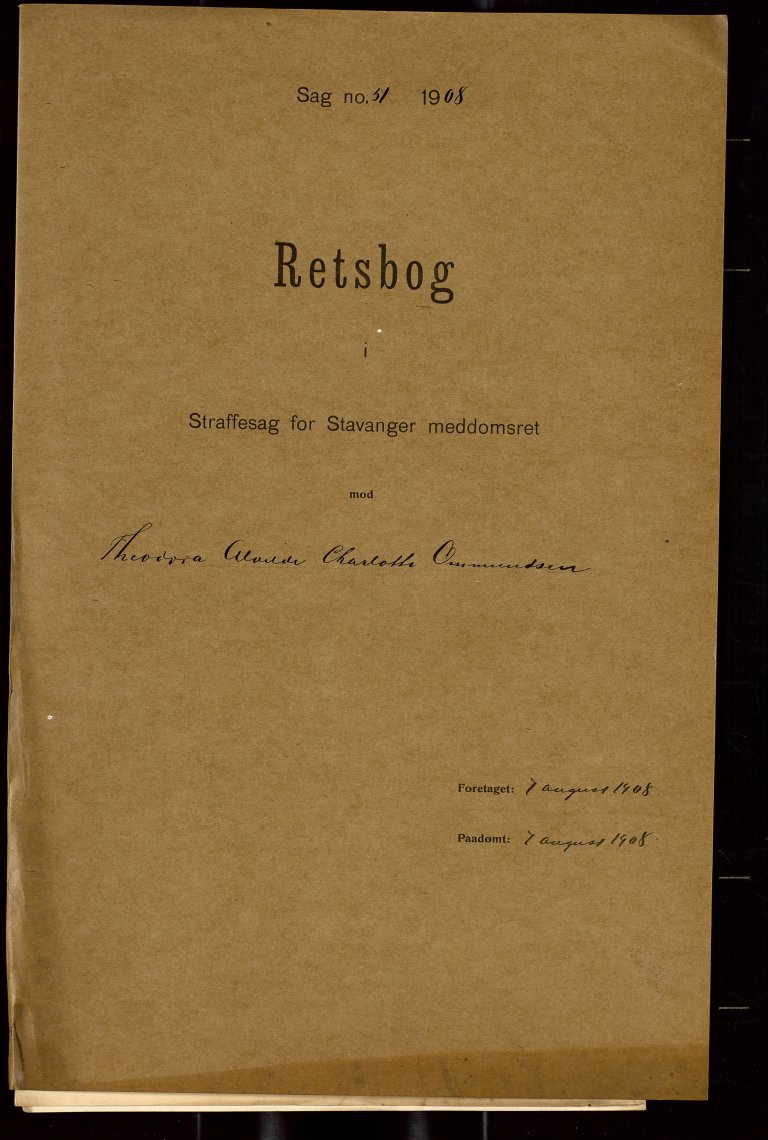 Sag no. 51 1908
Retsbog
i
Straffesag for Stavanger meddomsret
mod
Theodora Alvilde Charlotte Ommundsen
Foretaget: 7 august 1908
Paadømt: 7 august 1908